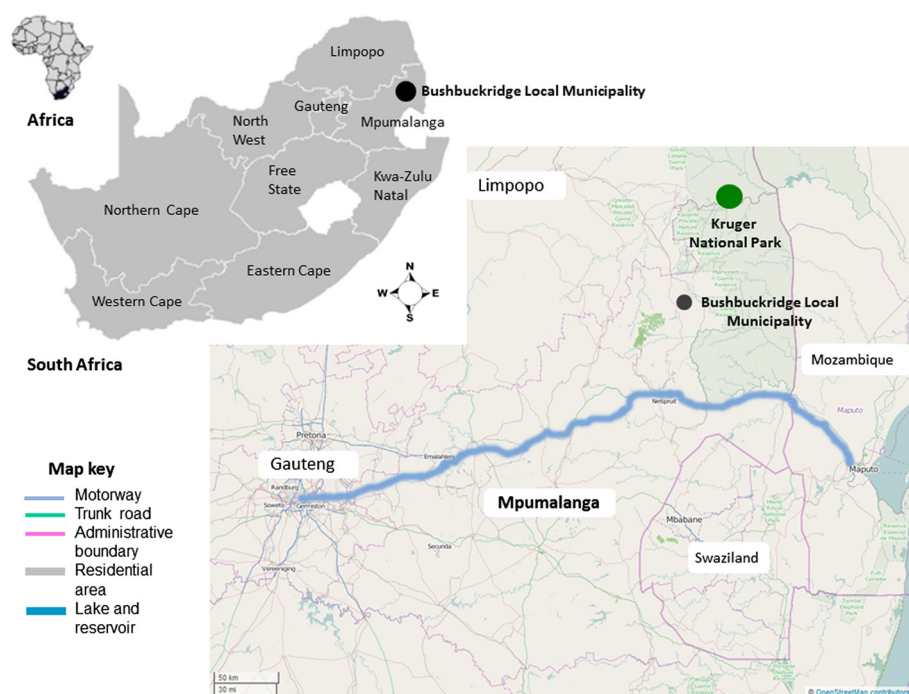 Africa
Limpopo
Bushbuckridge Local Municipality
Gauteng
North
West
Mpumalanga
Free
State
Kwa-Zulu
Natal
Northern Cape
Eastern Cape
Western Cape
N
W
E
S
South Africa
Limpopo
Kruger
National Park
Bushbuckridge Local
Municipality
Mozambique
Nelspruit
Maputo
Maputo
Pretoria
Emalahleni
Gauteng
Randburg
Soweto
Germiston
Mpumalanga
Mbabane
Secunda
Swaziland
Vereeniging
Map key
Motorway
Trunk road
Administrative
boundary
Residential
area
Lake and
reservoir
50 km
30 mi
© OpenStreetMap contributors